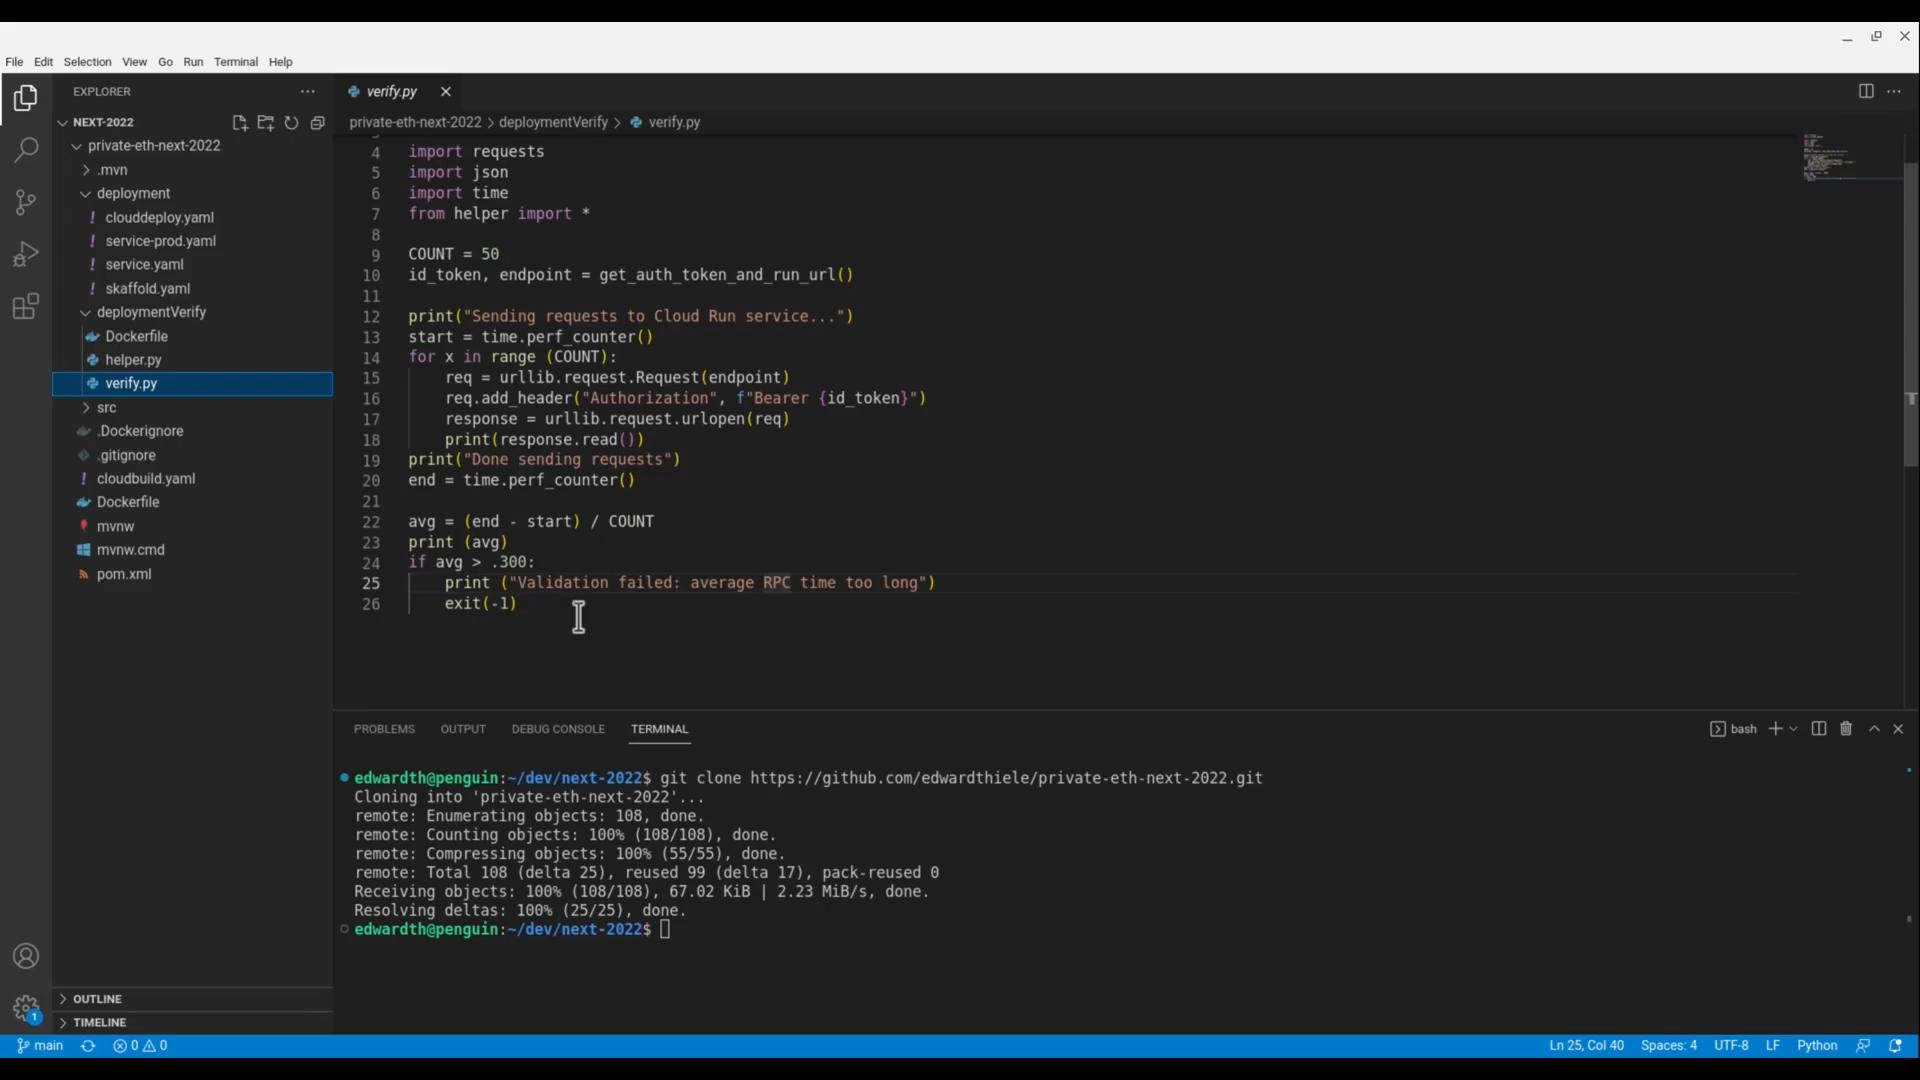 File Edit Selection View Go Run Terminal Help
EXPLORER
NEXT-2022
private-eth-next-2022
.mvn
deployment
! clouddeploy.yaml
! service-prod.yaml
! service.yaml
! skaffold.yaml
deploymentVerify
Dockerfile
helper.py
verify.py
src
.Dockerignore
.gitignore
! cloudbuild.yaml
Dockerfile
mvnw
mvnw.cmd
pom.xml
OUTLINE
TIMELINE
verify.py
private-eth-next-2022 > deploymentVerify > verify.py
4 import requests
5 import json
6 import time
7 from helper import *
8
9 COUNT = 50
10 id_token, endpoint = get_auth_token_and_run_url()
11
12 print("Sending requests to Cloud Run service...")
13 start = time.perf_counter()
14 for x in range (COUNT):
15     req = urllib.request.Request(endpoint)
16     req.add_header("Authorization", f"Bearer {id_token}")
17     response = urllib.request.urlopen(req)
18     print(response.read())
19 print("Done sending requests")
20 end = time.perf_counter()
21
22 avg = (end - start) / COUNT
23 print (avg)
24 if avg > .300:
25     print ("Validation failed: average RPC time too long")
26     exit(-1)
PROBLEMS OUTPUT DEBUG CONSOLE TERMINAL
bash
edwardth@penguin:~/dev/next-2022$ git clone https://github.com/edwardthiele/private-eth-next-2022.git
Cloning into 'private-eth-next-2022'...
remote: Enumerating objects: 108, done.
remote: Counting objects: 100% (108/108), done.
remote: Compressing objects: 100% (55/55), done.
remote: Total 108 (delta 25), reused 99 (delta 17), pack-reused 0
Receiving objects: 100% (108/108), 67.02 KiB | 2.23 MiB/s, done.
Resolving deltas: 100% (25/25), done.
edwardth@penguin:~/dev/next-2022$
1
main 0 0 Ln 25, Col 40 Spaces: 4 UTF-8 LF Python